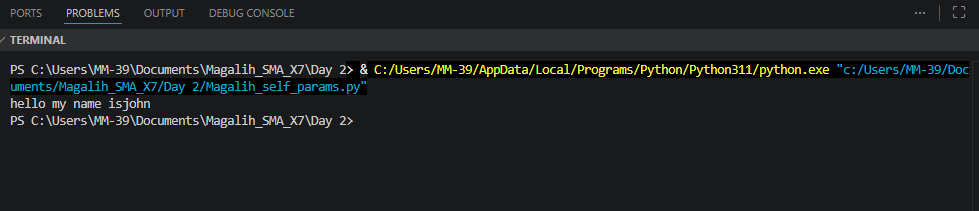 PORTS PROBLEMS OUTPUT DEBUG CONSOLE ...
TERMINAL
PS C:\Users\MM-39\Documents\Magalih_SMA_X7\Day 2> & C:/Users/MM-39/AppData/Local/Programs/Python/Python311/python.exe "c:/Users/MM-39/Doc
uments/Magalih_SMA_X7/Day 2/Magalih_self_params.py"
hello my name isjohn
PS C:\Users\MM-39\Documents\Magalih_SMA_X7\Day 2>